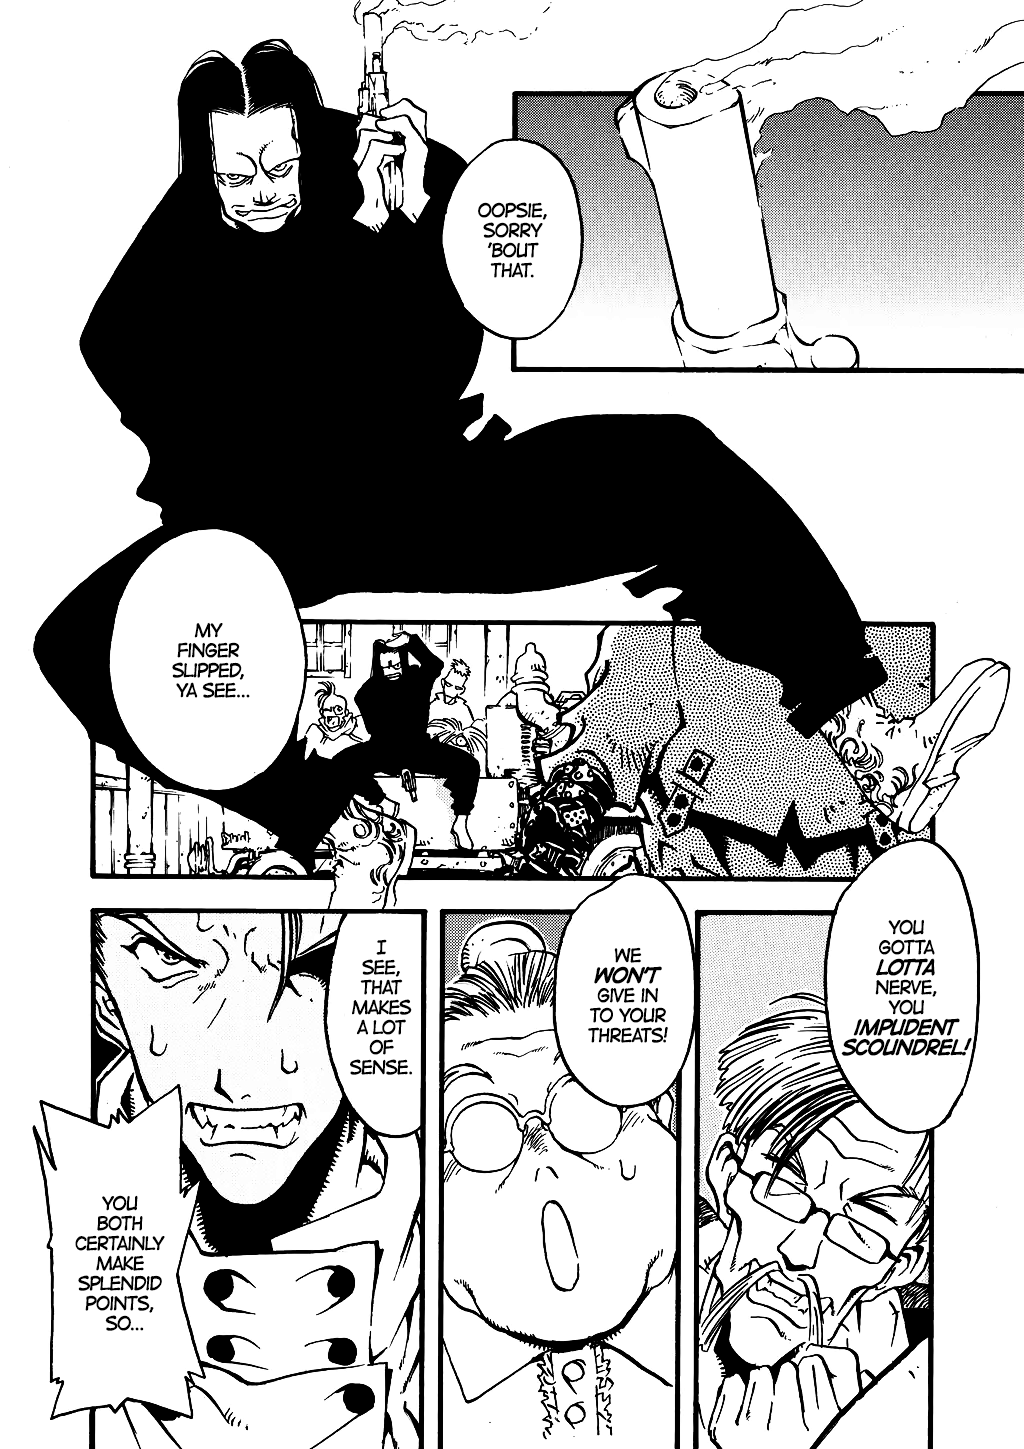 OOPSIE,
SORRY
'BOUT
THAT.
MY
FINGER
SLIPPED,
YA SEE...
YOU
GOTTA
LOTTA
NERVE,
YOU
IMPUDENT
SCOUNDREL!
WE
WON'T
GIVE IN
TO YOUR
THREATS!
I
SEE,
THAT
MAKES
A LOT
OF
SENSE.
YOU
BOTH
CERTAINLY
MAKE
SPLENDID
POINTS,
SO...